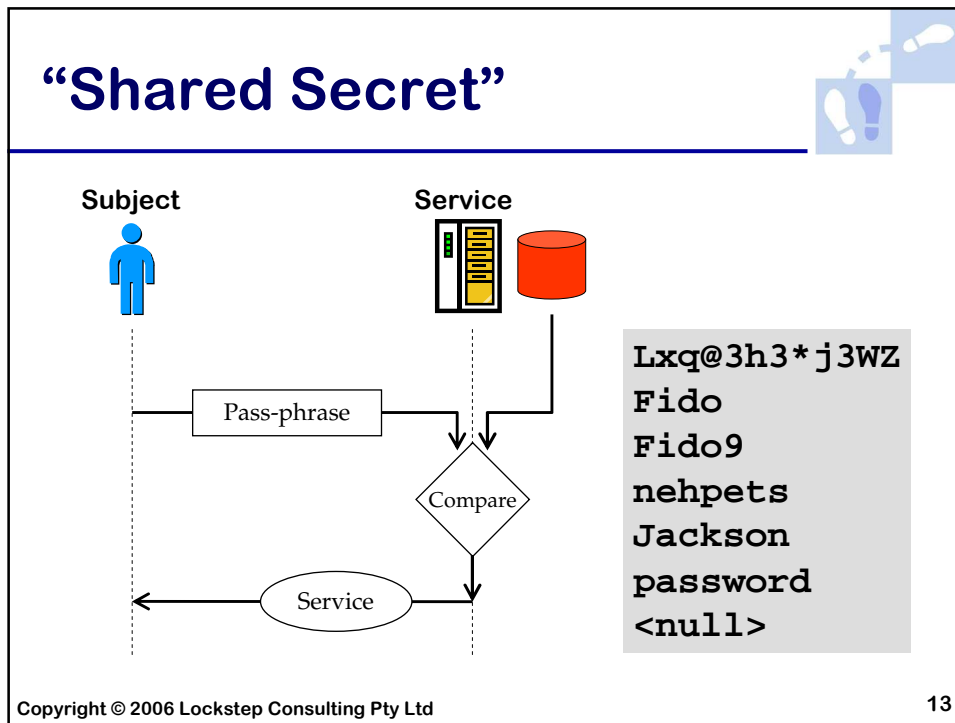 “Shared Secret”
Subject
Service
Pass-phrase
Compare
Service
Lxq@3h3*j3WZ
Fido
Fido9
nehpets
Jackson
password
<null>
Copyright © 2006 Lockstep Consulting Pty Ltd
13